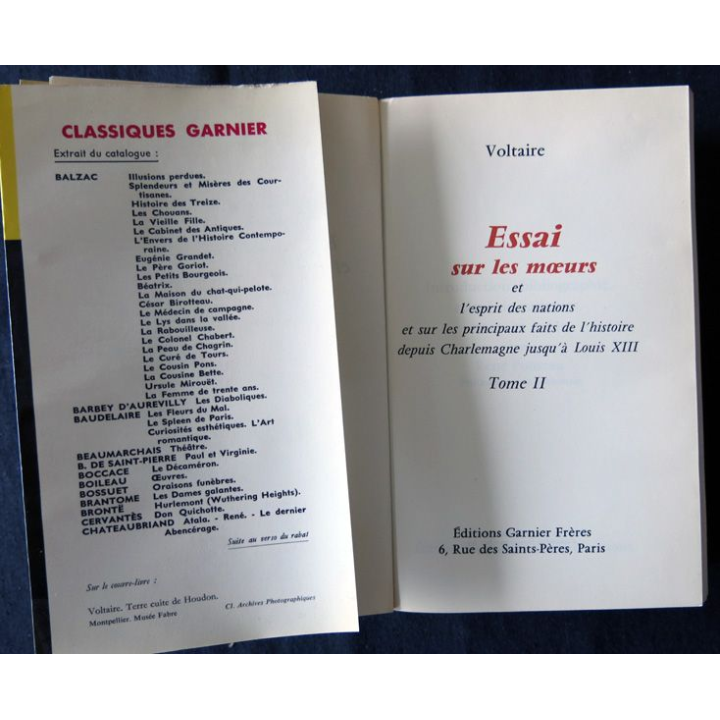 CLASSIQUES GARNIER
Extrait du catalogue :
BALZAC Illusions perdues.
Splendeurs et Misères des Cour-
tisanes.
Histoire des Treize.
Les Chouans.
La Vieille Fille.
Le Cabinet des Antiques.
L'Envers de l'Histoire Contempo-
raine.
Eugénie Grandet.
Le Père Goriot.
Les Petits Bourgeois.
Béatrix.
La Maison du chat-qui-pelote.
César Birotteau.
Le Médecin de campagne.
Le Lys dans la vallée.
La Rabouilleuse.
Le Colonel Chabert.
La Peau de Chagrin.
Le Curé de Tours.
Le Cousin Pons.
La Cousine Bette.
Ursule Mirouët.
La Femme de trente ans.
BARBEY D'AUREVILLY Les Diaboliques.
BAUDELAIRE Les Fleurs du Mal.
Le Spleen de Paris.
Curiosités esthétiques. L'Art
romantique.
BEAUMARCHAIS Théâtre.
B. DE SAINT-PIERRE Paul et Virginie.
BOCCACE Le Décaméron.
BOILEAU Œuvres.
BOSSUET Oraisons funèbres.
BRANTOME Les Dames galantes.
BRONTË Hurlemont (Wuthering Heights).
CERVANTÈS Don Quichotte.
CHATEAUBRIAND Atala. - René. - Le dernier
Abencérage.
Suite au verso du rabat
Sur le couvre-livre :
Voltaire. Terre cuite de Houdon.
Montpellier. Musée Fabre
Cl. Archives Photographiques
Voltaire
Essai
sur les mœurs
et
l'esprit des nations
et sur les principaux faits de l'histoire
depuis Charlemagne jusqu'à Louis XIII
Tome II
Éditions Garnier Frères
6, Rue des Saints-Pères, Paris